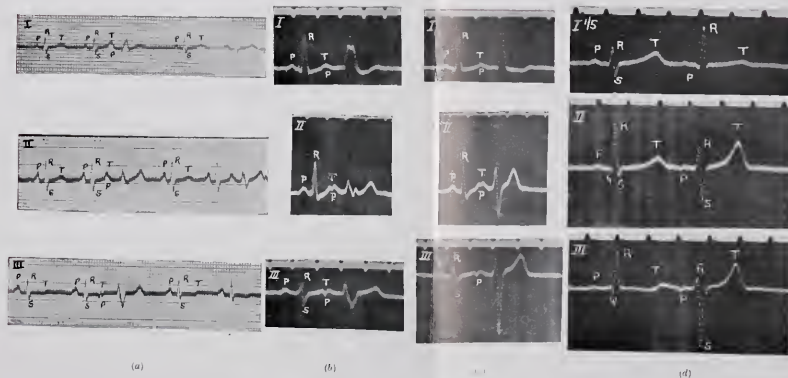 I
P R T P R T P R T
S S P S
I
P R T
P
I
P R
P
I 1/5
P R T T
S P
II
P R T P R T P R T
S S P S
II
P R T
P
II
P R T
P
II
R T R T
S P S
III
P R T P R T P R T
S S P S
III
P R T
S P
III
R
S P
III
P R T R T
P S
(a) (b) (d)